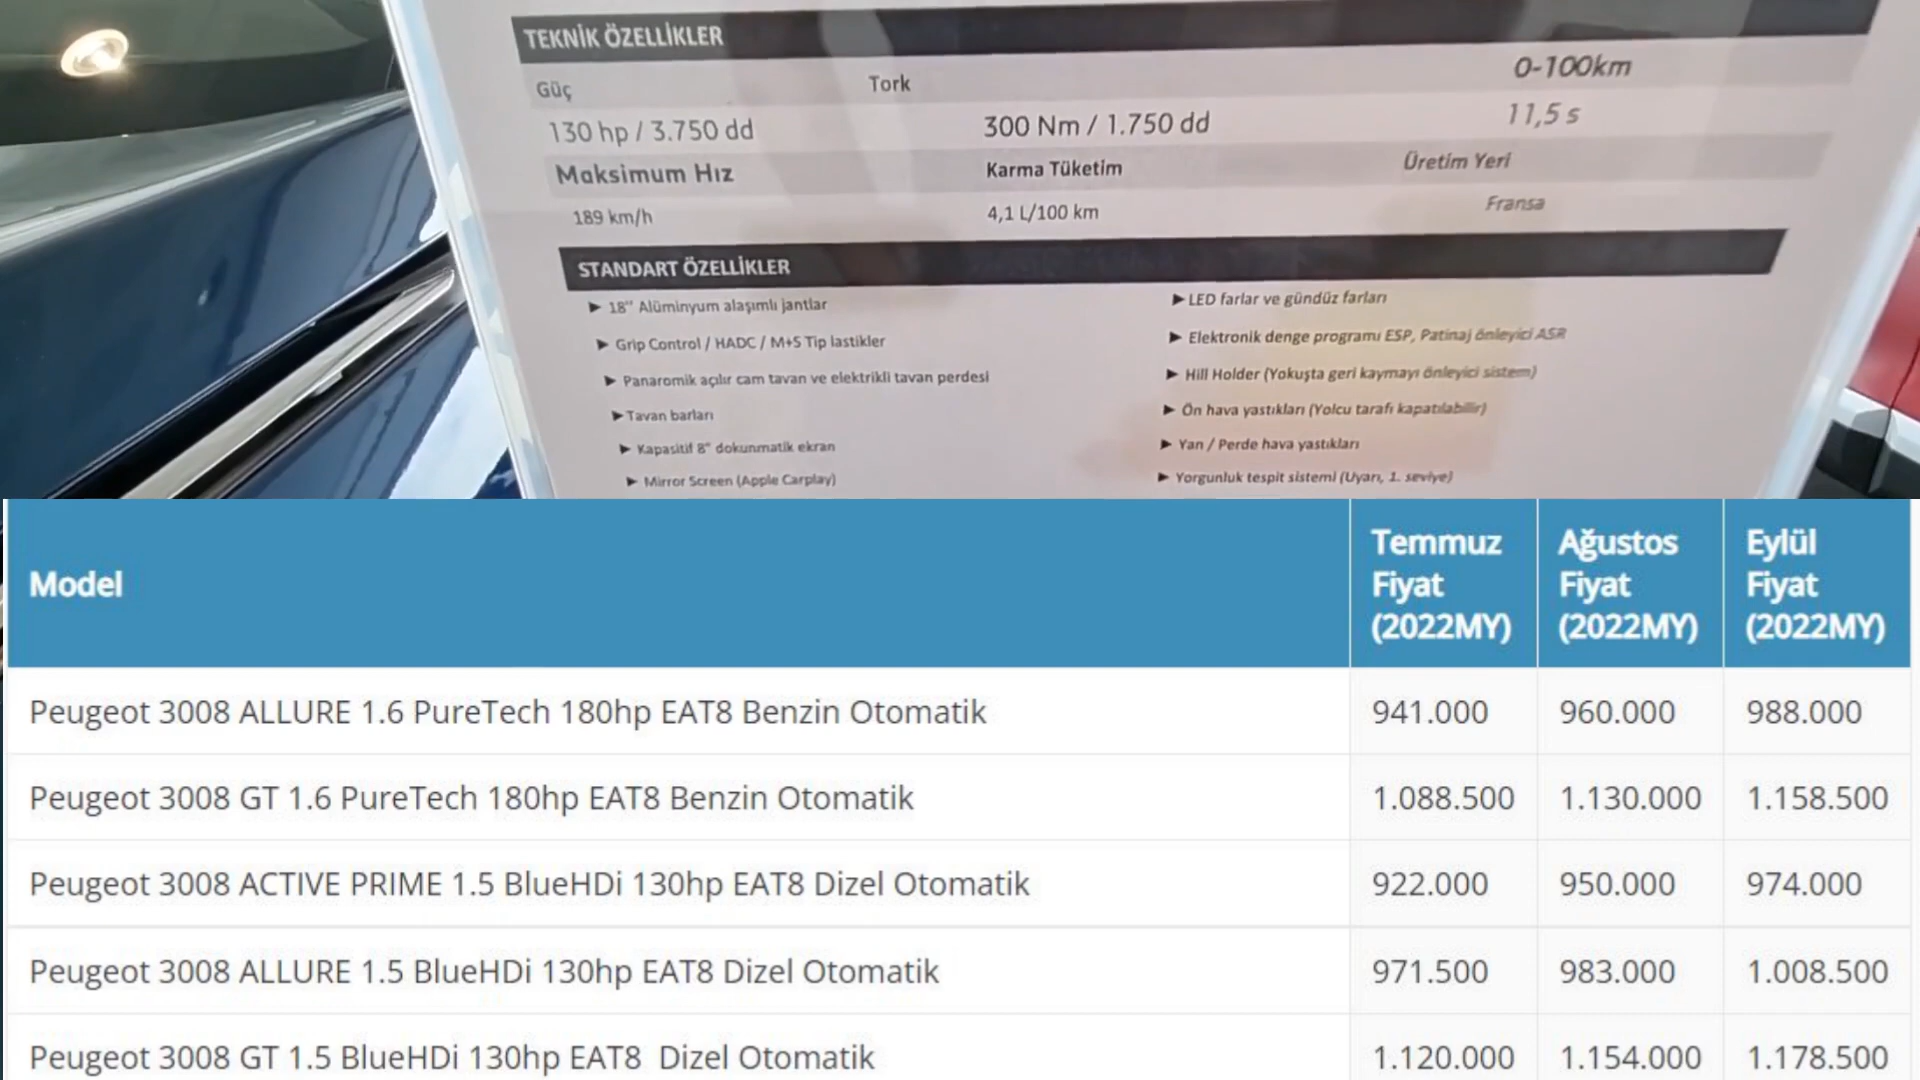 TEKNİK ÖZELLİKLER
Güç Tork 0-100km
130 hp / 3.750 dd 300 Nm / 1.750 dd 11,5 s
Maksimum Hız Karma Tüketim Üretim Yeri
189 km/h 4,1 L/100 km Fransa
STANDART ÖZELLİKLER
► 18" Alüminyum alaşımlı jantlar
► Grip Control / HADC / M+S Tip lastikler
► Panaromik açılır cam tavan ve elektrikli tavan perdesi
► Tavan barları
► Kapasitif 8" dokunmatik ekran
► Mirror Screen (Apple Carplay)
► LED farlar ve gündüz farları
► Elektronik denge programı ESP, Patinaj önleyici ASR
► Hill Holder (Yokuşta geri kaymayı önleyici sistem)
► Ön hava yastıkları (Yolcu tarafı kapatılabilir)
► Yan / Perde hava yastıkları
► Yorgunluk tespit sistemi (Uyarı, 1. seviye)
Model Temmuz Fiyat (2022MY) Ağustos Fiyat (2022MY) Eylül Fiyat (2022MY)
Peugeot 3008 ALLURE 1.6 PureTech 180hp EAT8 Benzin Otomatik 941.000 960.000 988.000
Peugeot 3008 GT 1.6 PureTech 180hp EAT8 Benzin Otomatik 1.088.500 1.130.000 1.158.500
Peugeot 3008 ACTIVE PRIME 1.5 BlueHDi 130hp EAT8 Dizel Otomatik 922.000 950.000 974.000
Peugeot 3008 ALLURE 1.5 BlueHDi 130hp EAT8 Dizel Otomatik 971.500 983.000 1.008.500
Peugeot 3008 GT 1.5 BlueHDi 130hp EAT8 Dizel Otomatik 1.120.000 1.154.000 1.178.500